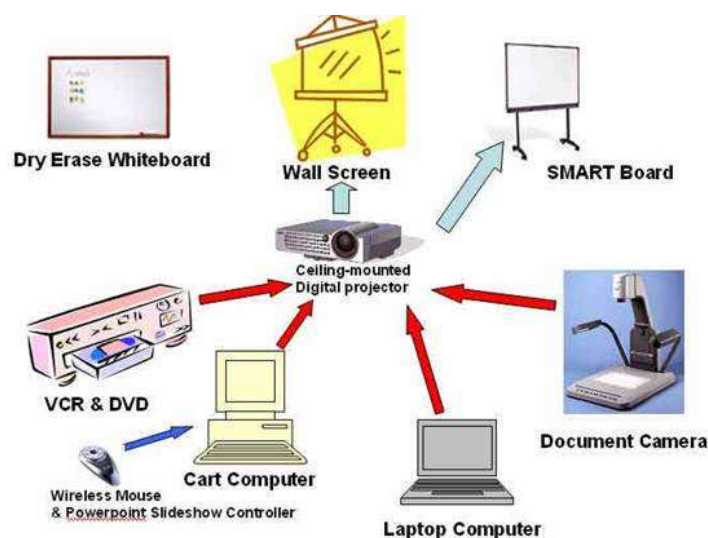 Dry Erase Whiteboard
Wall Screen
SMART Board
Ceiling-mounted
Digital projector
VCR & DVD
Cart Computer
Document Camera
Wireless Mouse
& Powerpoint Slideshow Controller
Laptop Computer